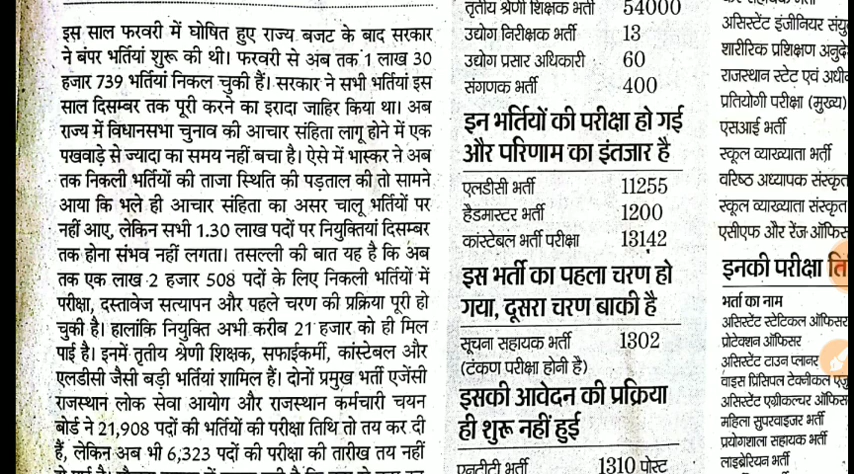 इस साल फरवरी में घोषित हुए राज्य बजट के बाद सरकार
ने बंपर भर्तियां शुरू की थी। फरवरी से अब तक 1 लाख 30
हजार 739 भर्तियां निकल चुकी हैं। सरकार ने सभी भर्तियां इस
साल दिसम्बर तक पूरी करने का इरादा जाहिर किया था। अब
राज्य में विधानसभा चुनाव की आचार संहिता लागू होने में एक
पखवाड़े से ज्यादा का समय नहीं बचा है। ऐसे में भास्कर ने अब
तक निकली भर्तियों की ताजा स्थिति की पड़ताल की तो सामने
आया कि भले ही आचार संहिता का असर चालू भर्तियों पर
नहीं आए, लेकिन सभी 1.30 लाख पदों पर नियुक्तियां दिसम्बर
तक होना संभव नहीं लगता। तसल्ली की बात यह है कि अब
तक एक लाख 2 हजार 508 पदों के लिए निकली भर्तियों में
परीक्षा, दस्तावेज सत्यापन और पहले चरण की प्रक्रिया पूरी हो
चुकी है। हालांकि नियुक्ति अभी करीब 21 हजार को ही मिल
पाई है। इनमें तृतीय श्रेणी शिक्षक, सफाईकर्मी, कांस्टेबल और
एलडीसी जैसी बड़ी भर्तियां शामिल हैं। दोनों प्रमुख भर्ती एजेंसी
राजस्थान लोक सेवा आयोग और राजस्थान कर्मचारी चयन
बोर्ड ने 21,908 पदों की भर्तियों की परीक्षा तिथि तो तय कर दी
हैं, लेकिन अब भी 6,323 पदों की परीक्षा की तारीख तय नहीं
तृतीय श्रेणी शिक्षक भर्ती 54000
उद्योग निरीक्षक भर्ती 13
उद्योग प्रसार अधिकारी 60
संगणक भर्ती 400
इन भर्तियों की परीक्षा हो गई
और परिणाम का इंतजार है
एलडीसी भर्ती 11255
हैडमास्टर भर्ती 1200
कांस्टेबल भर्ती परीक्षा 13142
इस भर्ती का पहला चरण हो
गया, दूसरा चरण बाकी है
सूचना सहायक भर्ती 1302
(टंकण परीक्षा होनी है)
इसकी आवेदन की प्रक्रिया
ही शुरू नहीं हुई
एनटीटी भर्ती 1310 पोस्ट
असिस्टेंट इंजीनियर
शारीरिक प्रशिक्षण
राजस्थान स्टेट एवं
प्रतियोगी परीक्षा (मुख्य)
एसआई भर्ती
स्कूल व्याख्याता भर्ती
वरिष्ठ अध्यापक संस्कृत
स्कूल व्याख्याता संस्कृत
एसीएफ और रेंज
इनकी परीक्षा
भर्ता का नाम
असिस्टेंट स्टेटिकल ऑफिसर
प्रोटेक्शन ऑफिसर
असिस्टेंट टाउन प्लानर
वाइस प्रिंसिपल टेक्नीकल
असिस्टेंट एग्रीकल्चर
महिला सुपरवाइजर भर्ती
प्रयोगशाला सहायक भर्ती
लाइब्रेरियन भर्ती